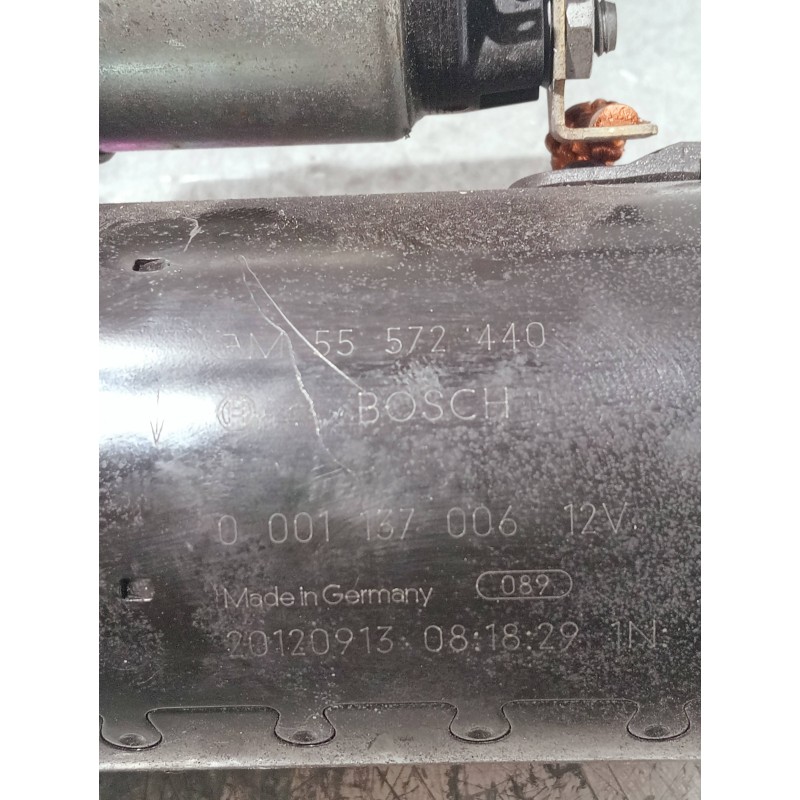 55 572 440
BOSCH
0 001 137 006 12V
Made in Germany 089
20120913 08:18:29 1N